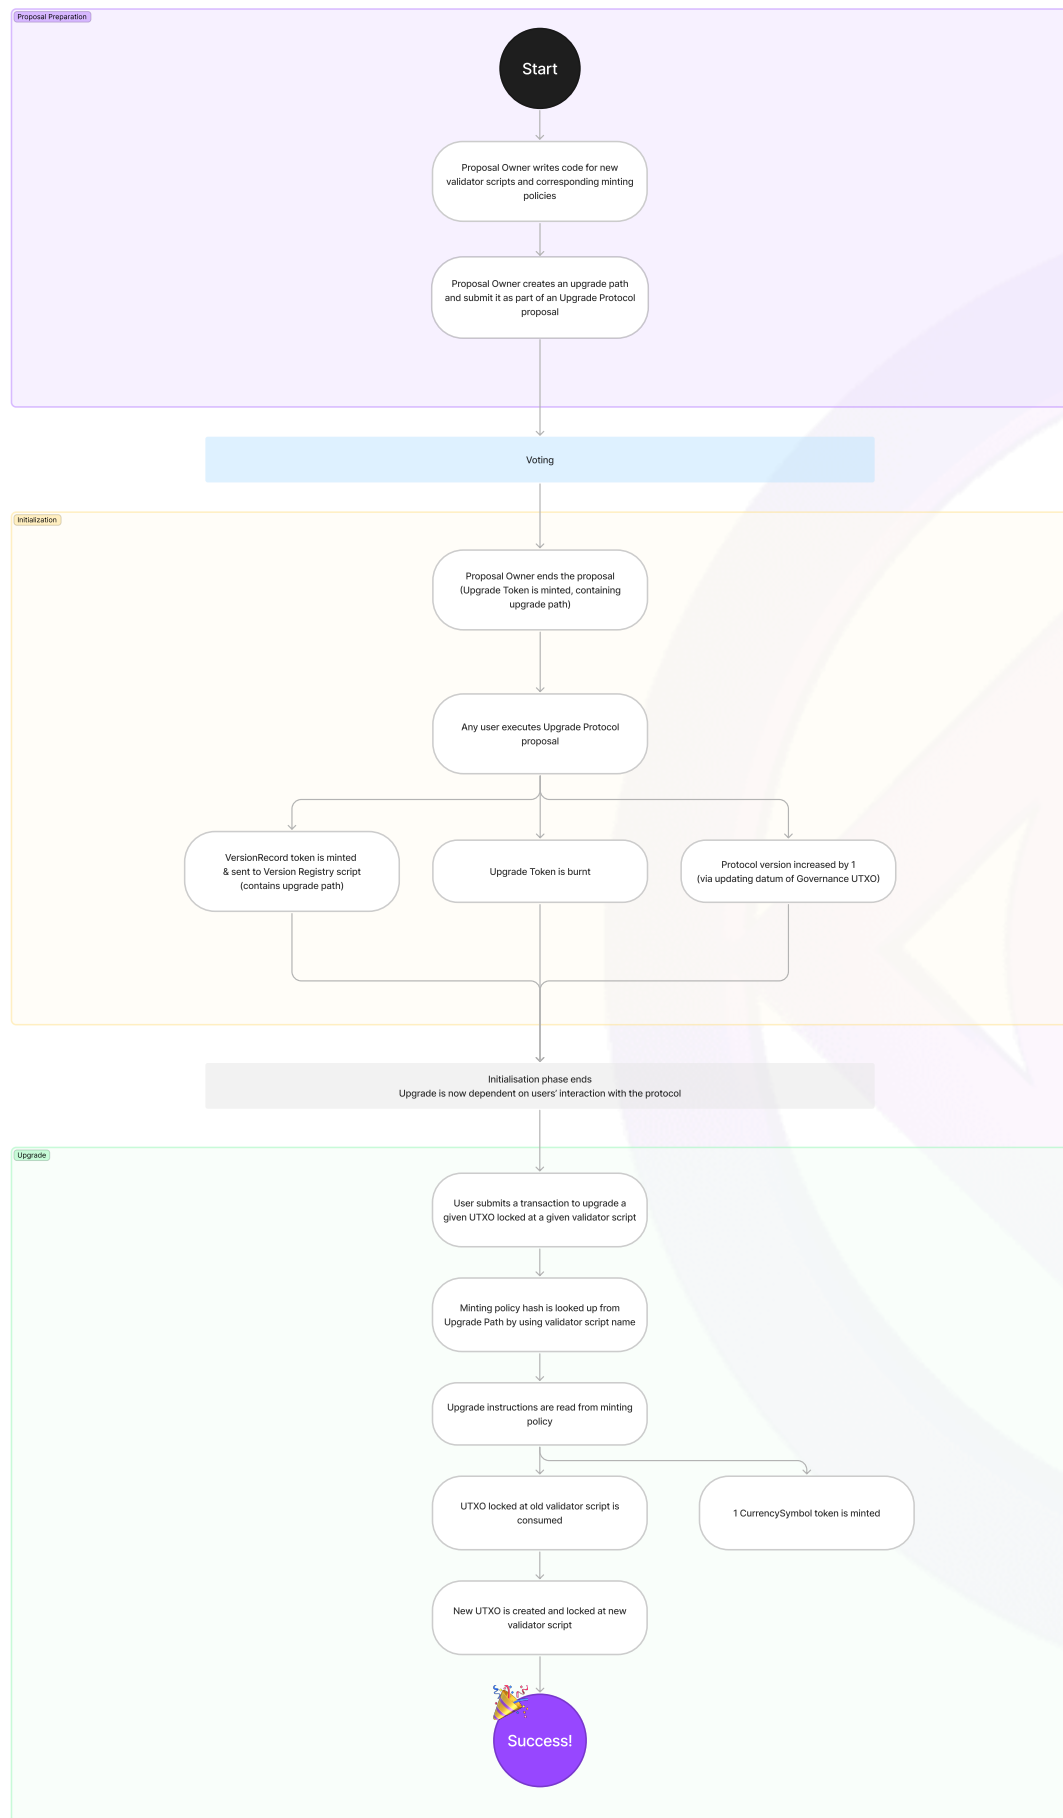 Proposal Preparation
Start
Proposal Owner writes code for new
validator scripts and corresponding minting
policies
Proposal Owner creates an upgrade path
and submit it as part of an Upgrade Protocol
proposal
Voting
Initialization
Proposal Owner ends the proposal
(Upgrade Token is minted, containing
upgrade path)
Any user executes Upgrade Protocol
proposal
VersionRecord token is minted
& sent to Version Registry script
(contains upgrade path)
Upgrade Token is burnt
Protocol version increased by 1
(via updating datum of Governance UTXO)
Initialisation phase ends
Upgrade is now dependent on users' interaction with the protocol
Upgrade
User submits a transaction to upgrade a
given UTXO locked at a given validator script
Minting policy hash is looked up from
Upgrade Path by using validator script name
Upgrade instructions are read from minting
policy
UTXO locked at old validator script is
consumed
1 CurrencySymbol token is minted
New UTXO is created and locked at new
validator script
Success!